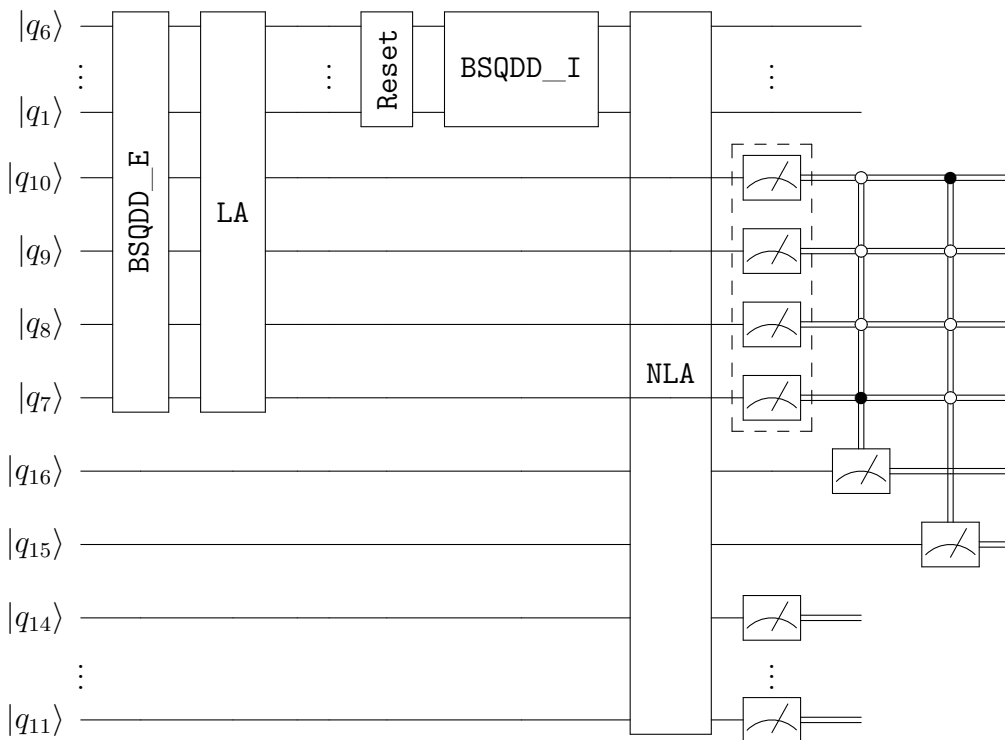 |q₆⟩
Reset
BSQDD_I
⋮ ⋮ ⋮
|q₁⟩
|q₁₀⟩
BSQDD_E
LA
|q₉⟩
|q₈⟩
NLA
|q₇⟩
|q₁₆⟩
|q₁₅⟩
|q₁₄⟩
⋮ ⋮
|q₁₁⟩